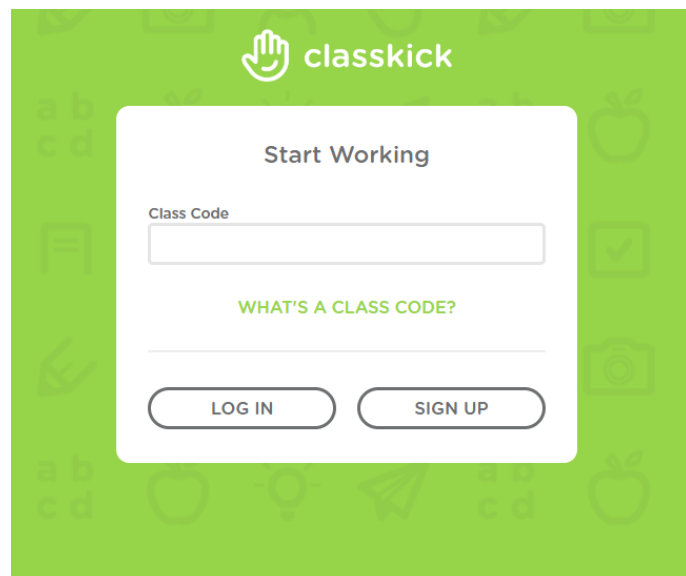 classkick
Start Working
Class Code
WHAT'S A CLASS CODE?
LOG IN
SIGN UP
a b
c d
a b
c d
a b
c d